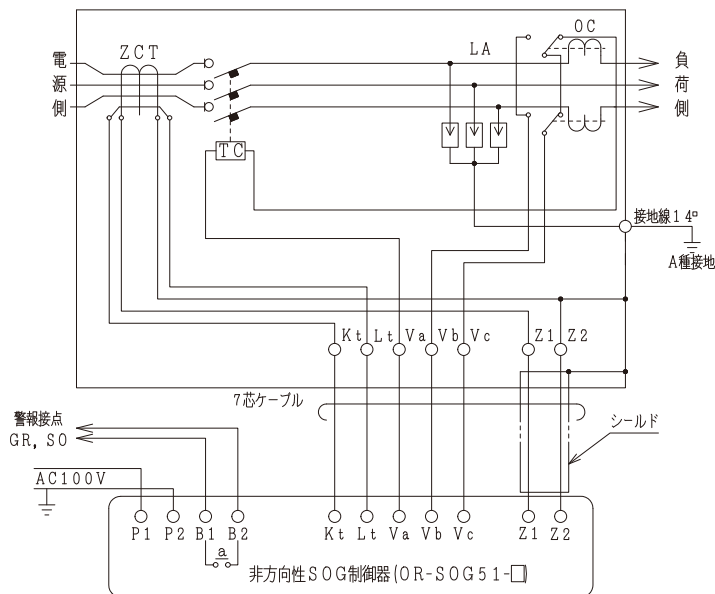 ZCT
LA
OC
電源側
負荷側
TC
接地線14□
A種接地
Kt Lt Va Vb Vc Z1 Z2
7芯ケーブル
警報接点
GR, SO
シールド
AC100V
P1 P2 B1 B2 Kt Lt Va Vb Vc Z1 Z2
a
非方向性SOG制御器(OR-SOG51-□)